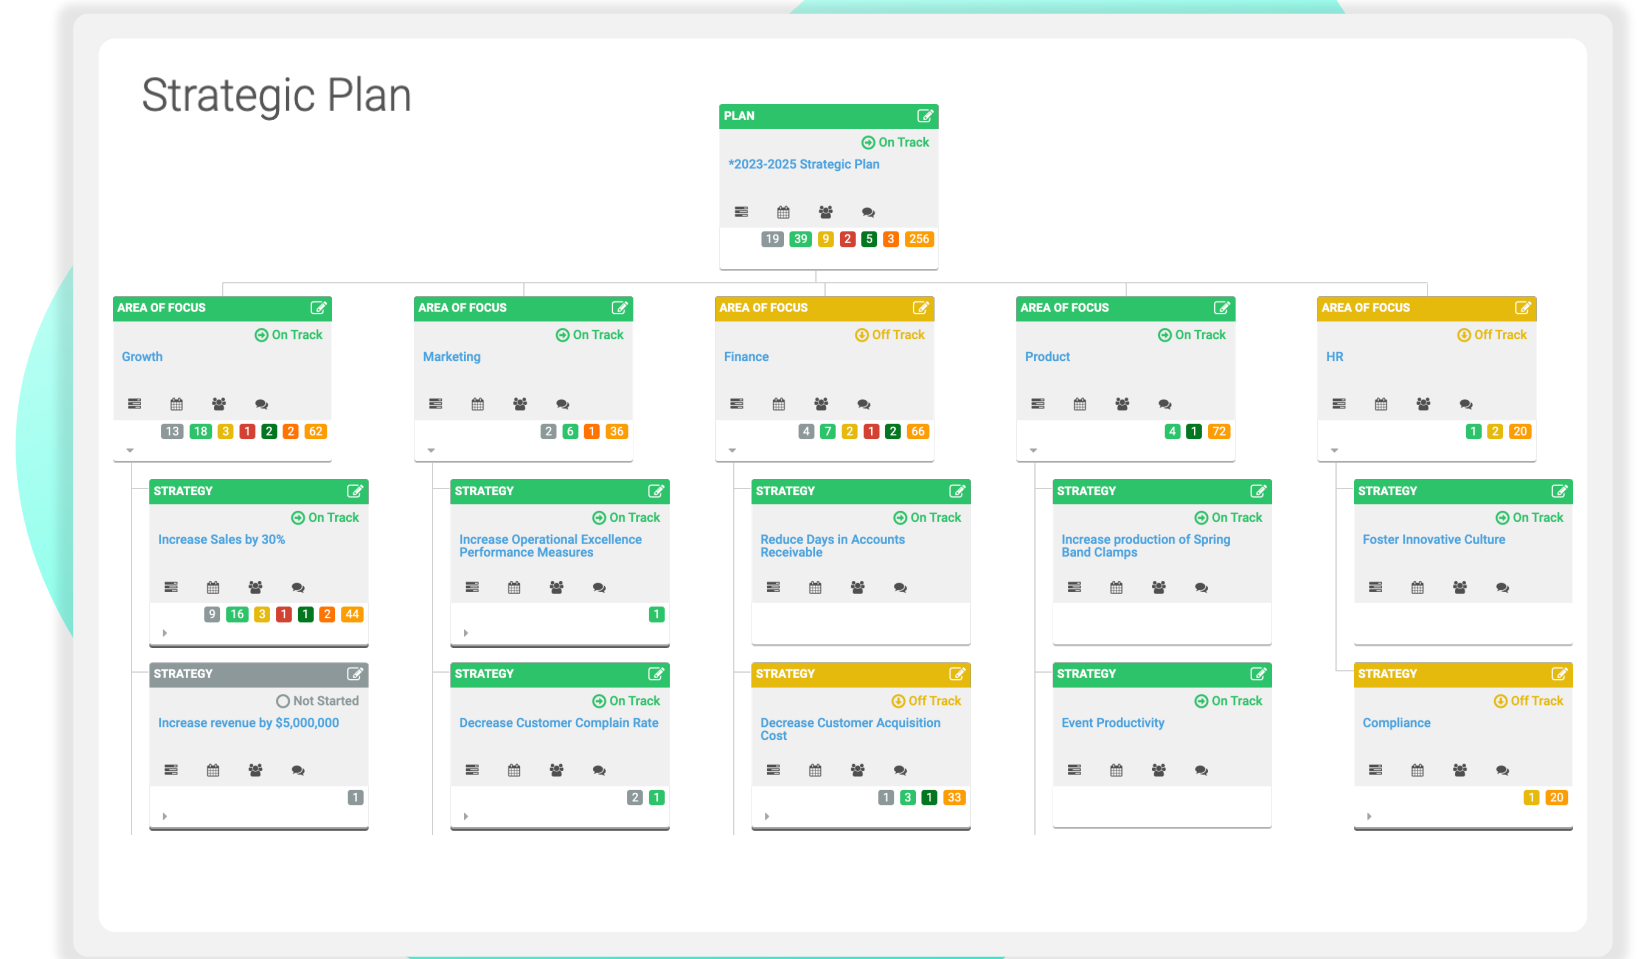 Strategic Plan
PLAN
On Track
*2023-2025 Strategic Plan
19 39 9 2 5 3 256
AREA OF FOCUS
On Track
Growth
13 18 3 1 2 2 62
AREA OF FOCUS
On Track
Marketing
2 6 1 36
AREA OF FOCUS
Off Track
Finance
4 7 2 1 2 66
AREA OF FOCUS
On Track
Product
4 1 72
AREA OF FOCUS
Off Track
HR
1 2 20
STRATEGY
On Track
Increase Sales by 30%
9 16 3 1 1 2 44
STRATEGY
On Track
Increase Operational Excellence
Performance Measures
1
STRATEGY
On Track
Reduce Days in Accounts
Receivable
STRATEGY
On Track
Increase production of Spring
Band Clamps
STRATEGY
On Track
Foster Innovative Culture
STRATEGY
Not Started
Increase revenue by $5,000,000
1
STRATEGY
On Track
Decrease Customer Complain Rate
2 1
STRATEGY
Off Track
Decrease Customer Acquisition
Cost
1 3 1 33
STRATEGY
On Track
Event Productivity
STRATEGY
Off Track
Compliance
1 20